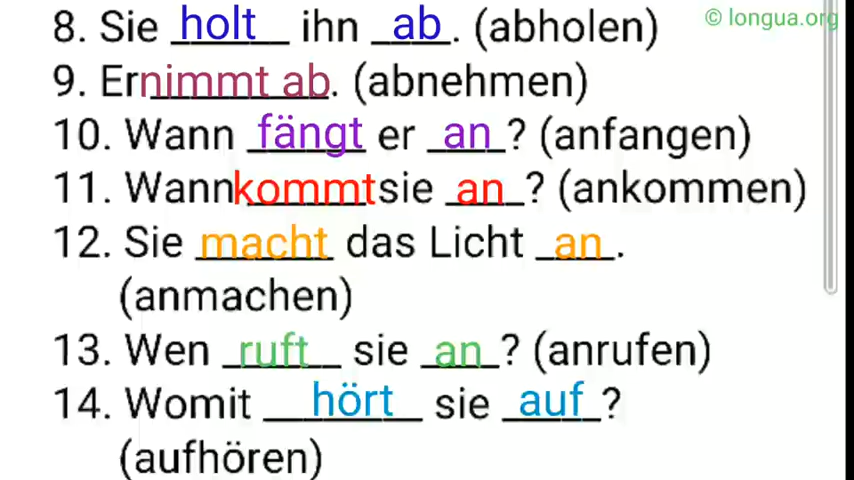 © longua.org
8. Sie holt ihn ab. (abholen)
9. Er nimmt ab. (abnehmen)
10. Wann fängt er an? (anfangen)
11. Wann kommt sie an? (ankommen)
12. Sie macht das Licht an.
(anmachen)
13. Wen ruft sie an? (anrufen)
14. Womit hört sie auf?
(aufhören)